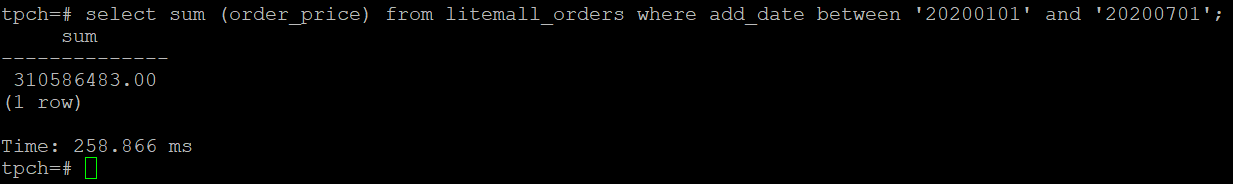 tpch=# select sum (order_price) from litemall_orders where add_date between '20200101' and '20200701';
sum
--------------
310586483.00
(1 row)
Time: 258.866 ms
tpch=#